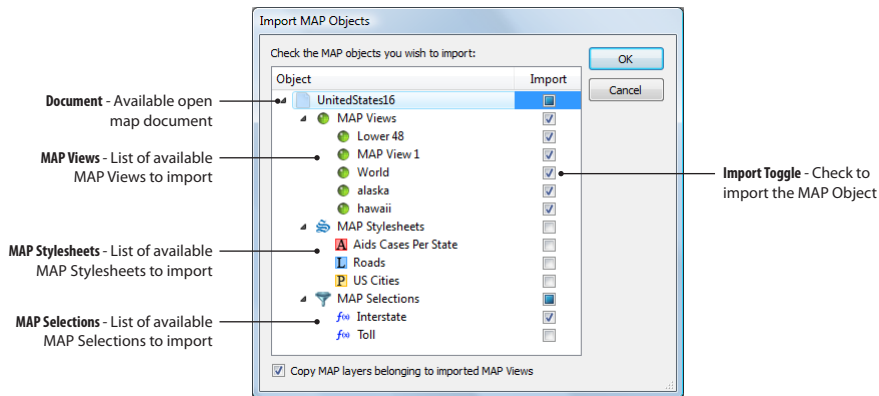 Import MAP Objects
Check the MAP objects you wish to import:
OK
Cancel
Object Import
UnitedStates16
MAP Views
Lower 48
MAP View 1
World
alaska
hawaii
MAP Stylesheets
A Aids Cases Per State
L Roads
P US Cities
MAP Selections
f(x) Interstate
f(x) Toll
Copy MAP layers belonging to imported MAP Views
Document - Available open
map document
MAP Views - List of available
MAP Views to import
MAP Stylesheets - List of available
MAP Stylesheets to import
MAP Selections - List of available
MAP Selections to import
Import Toggle - Check to
import the MAP Object